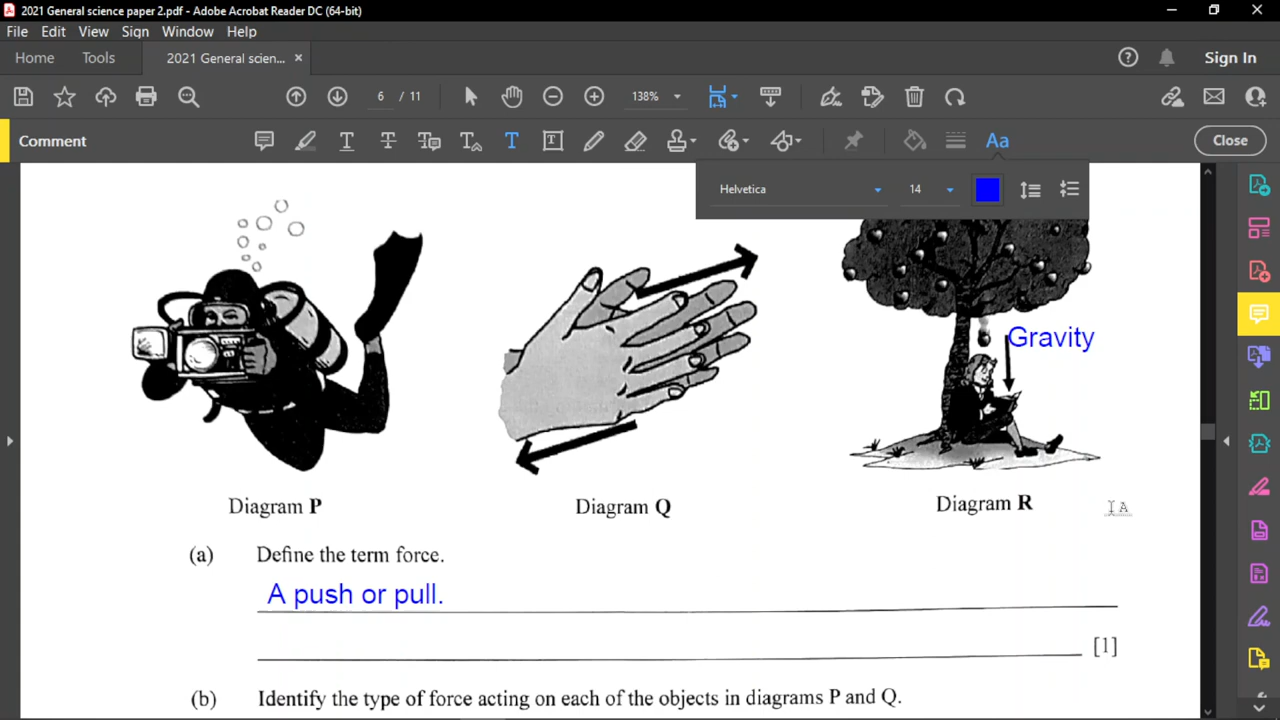 2021 General science paper 2.pdf - Adobe Acrobat Reader DC (64-bit)
File Edit View Sign Window Help
Home Tools 2021 General scien... × Sign In
6 / 11 138%
Comment Close
Helvetica 14
Gravity
Diagram P Diagram Q Diagram R
(a) Define the term force.
A push or pull.
[1]
(b) Identify the type of force acting on each of the objects in diagrams P and Q.